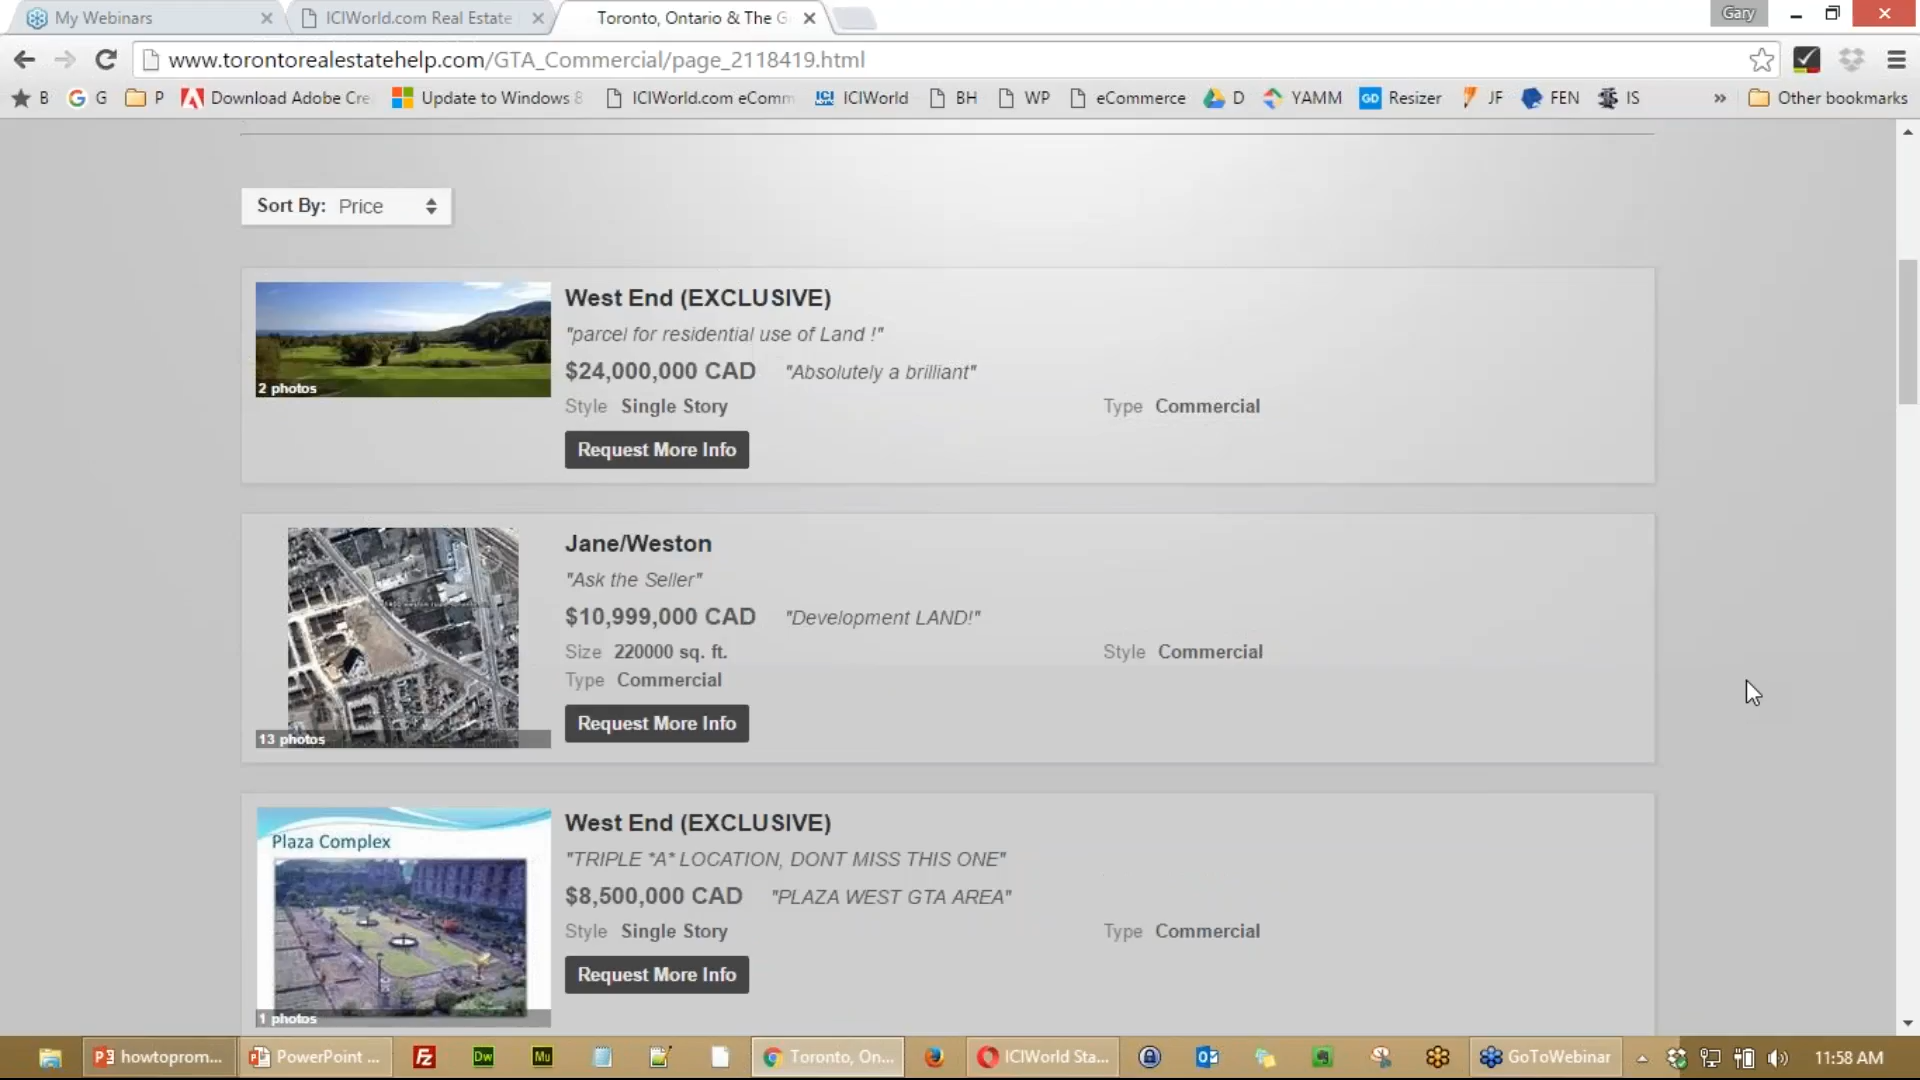 My Webinars
ICIWorld.com Real Estate
Toronto, Ontario & The G
Gary
www.torontorealestatehelp.com/GTA_Commercial/page_2118419.html
B
G
P
Download Adobe Cre
Update to Windows 8
ICIWorld.com eComm
ICIWorld
BH
WP
eCommerce
D
YAMM
Resizer
JF
FEN
IS
»
Other bookmarks
Sort By: Price
West End (EXCLUSIVE)
"parcel for residential use of Land !"
$24,000,000 CAD "Absolutely a brilliant"
2 photos
Style Single Story Type Commercial
Request More Info
Jane/Weston
"Ask the Seller"
$10,999,000 CAD "Development LAND!"
Size 220000 sq. ft. Style Commercial
Type Commercial
Request More Info
13 photos
West End (EXCLUSIVE)
Plaza Complex
"TRIPLE *A* LOCATION, DONT MISS THIS ONE"
$8,500,000 CAD "PLAZA WEST GTA AREA"
Style Single Story Type Commercial
Request More Info
1 photos
howtoprom...
PowerPoint ...
Fz
Dw
Mu
Toronto, On...
ICIWorld Sta...
GoToWebinar
11:58 AM